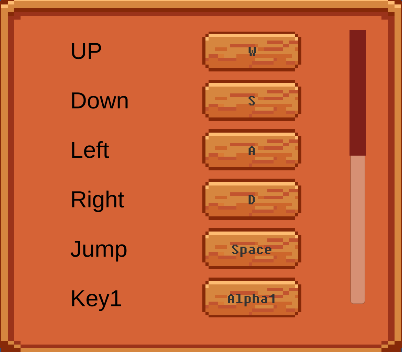 UP W
Down S
Left A
Right D
Jump Space
Key1 Alpha1